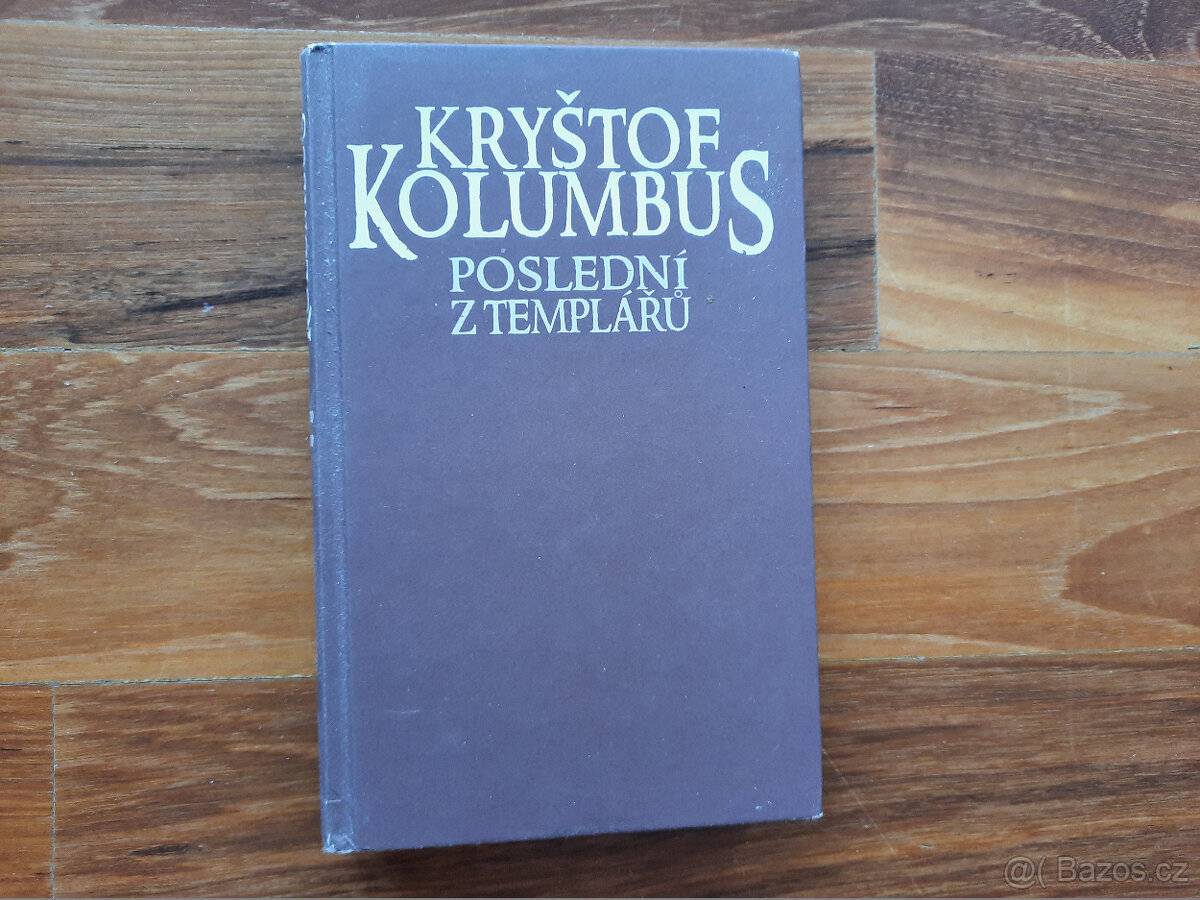 KRYŠTOF
KOLUMBUS
POSLEDNÍ
Z TEMPLÁŘŮ
@( Bazos.cz